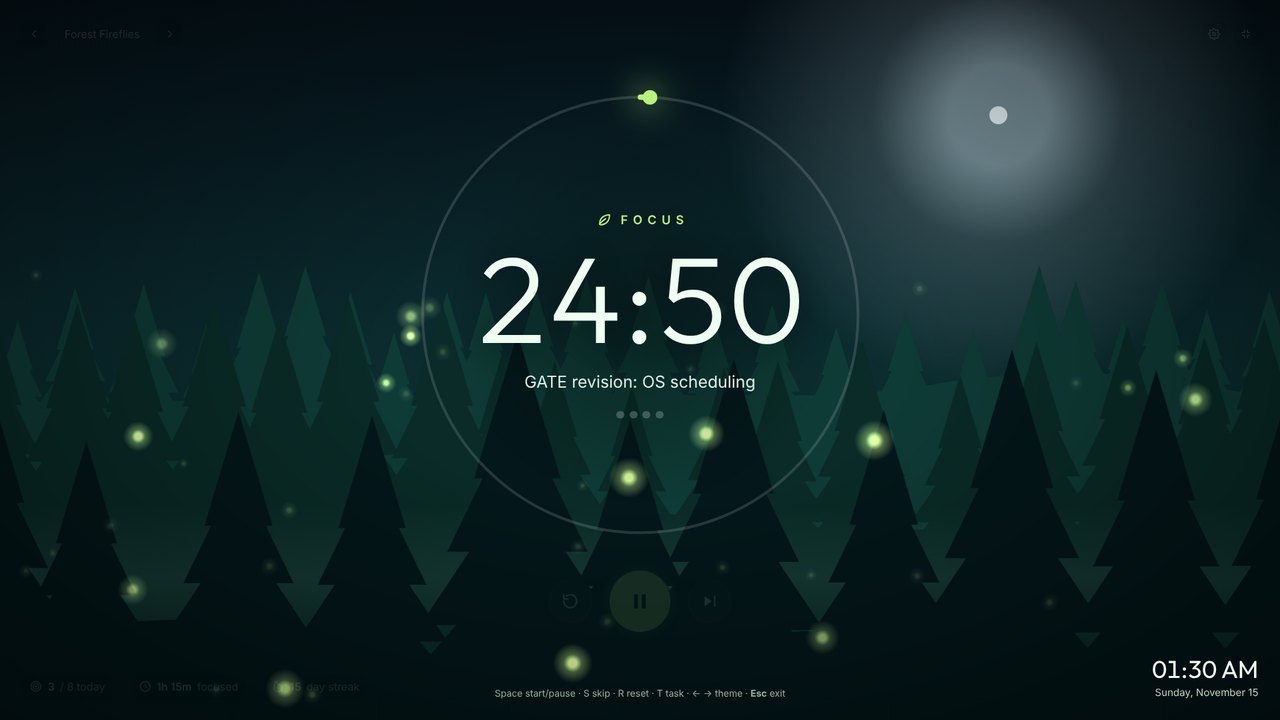 Forest Fireflies
FOCUS
24:50
GATE revision: OS scheduling
3 / 8 today
1h 15m focused
day streak
01:30 AM
Space start/pause · S skip · R reset · T task · ← → theme · Esc exit
Sunday, November 15